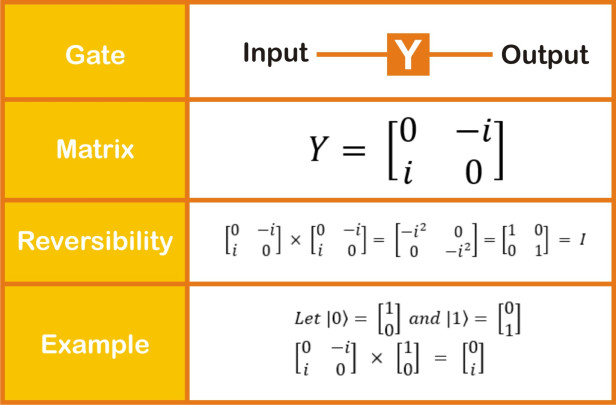 Gate
Input Y Output
Matrix
Y = [0 −i
i 0]
Reversibility
[0 −i
i 0] × [0 −i
i 0] = [−i² 0
0 −i²] = [1 0
0 1] = I
Example
Let |0⟩ = [1
0] and |1⟩ = [0
1]
[0 −i
i 0] × [1
0] = [0
i]